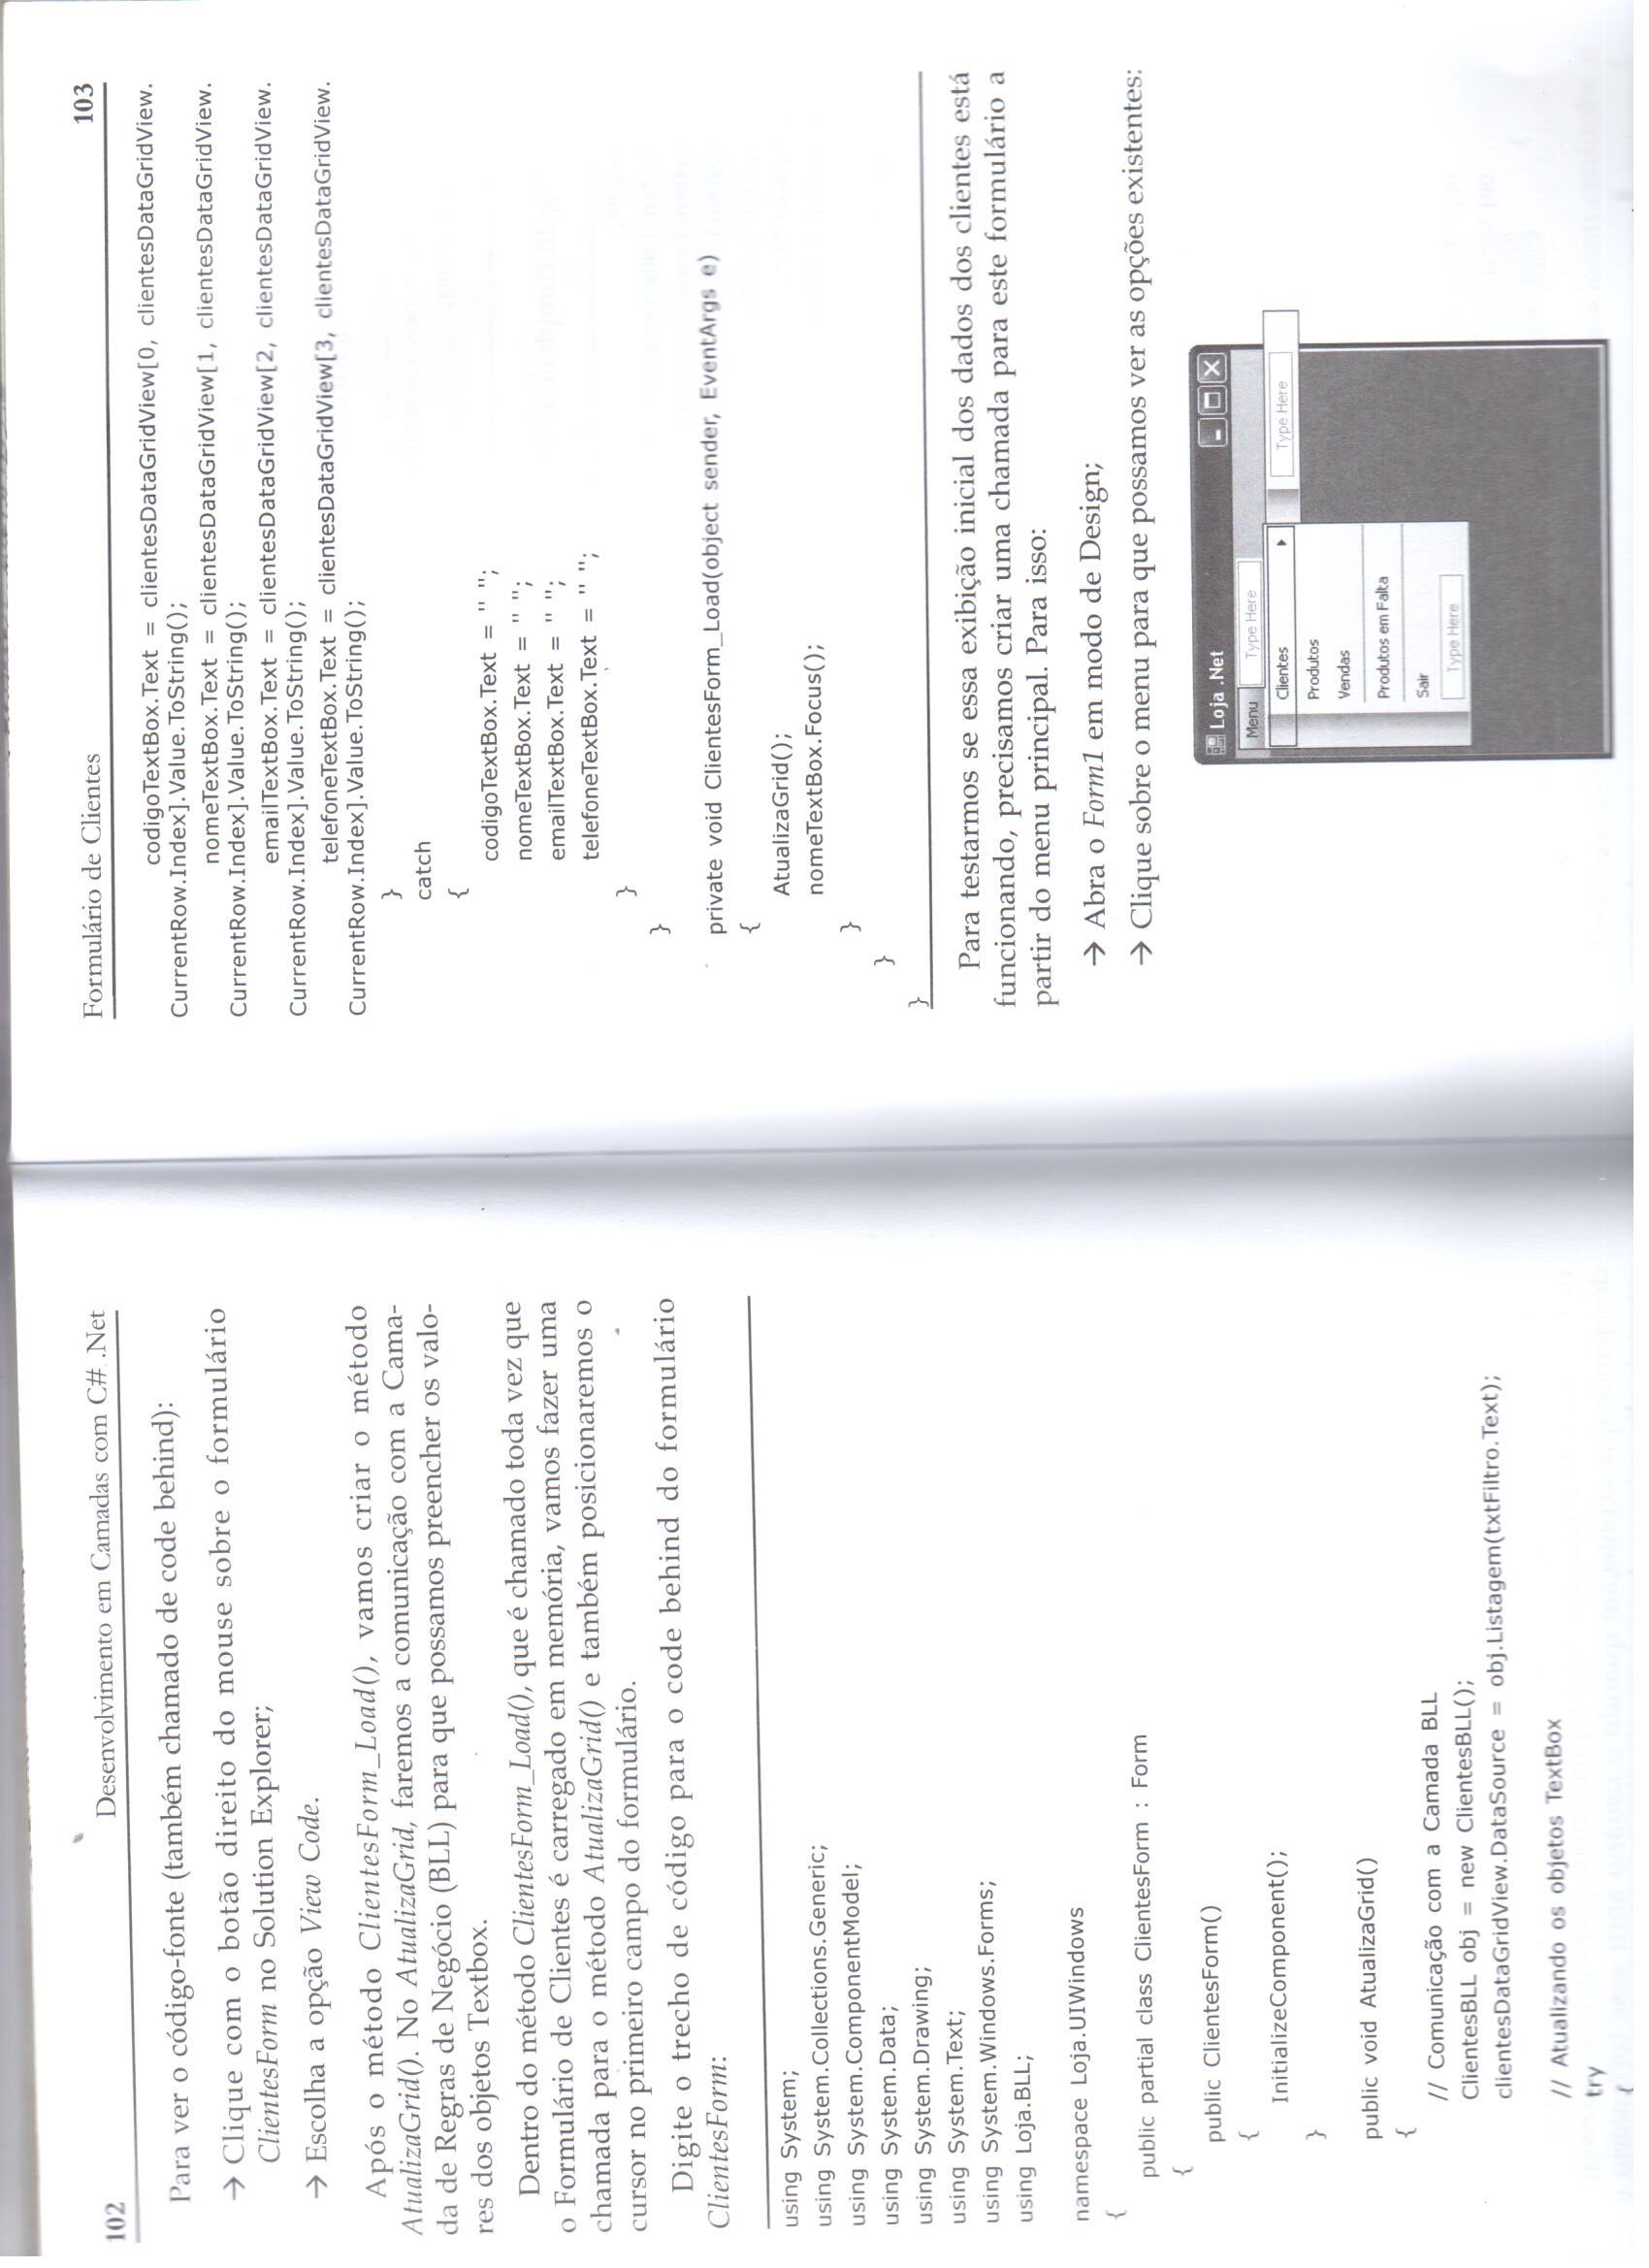 102
Desenvolvimento em Camadas com C# .Net
Para ver o código-fonte (também chamado de code behind):
→ Clique com o botão direito do mouse sobre o formulário
ClientesForm no Solution Explorer;
→ Escolha a opção View Code.
Após o método ClientesForm_Load(), vamos criar o método
AtualizaGrid(). No AtualizaGrid, faremos a comunicação com a Cama-
da de Regras de Negócio (BLL) para que possamos preencher os valo-
res dos objetos Textbox.
Dentro do método ClientesForm_Load(), que é chamado toda vez que
o Formulário de Clientes é carregado em memória, vamos fazer uma
chamada para o método AtualizaGrid() e também posicionaremos o
cursor no primeiro campo do formulário.
Digite o trecho de código para o code behind do formulário
ClientesForm:
using System;
using System.Collections.Generic;
using System.ComponentModel;
using System.Data;
using System.Drawing;
using System.Text;
using System.Windows.Forms;
using Loja.BLL;
namespace Loja.UIWindows
{
public partial class ClientesForm : Form
{
public ClientesForm()
{
InitializeComponent();
}
public void AtualizaGrid()
{
// Comunicação com a Camada BLL
ClientesBLL obj = new ClientesBLL();
clientesDataGridView.DataSource = obj.Listagem(txtFiltro.Text);
// Atualizando os objetos TextBox
try
{
Formulário de Clientes
103
codigoTextBox.Text = clientesDataGridView[0, clientesDataGridView.
CurrentRow.Index].Value.ToString();
nomeTextBox.Text = clientesDataGridView[1, clientesDataGridView.
CurrentRow.Index].Value.ToString();
emailTextBox.Text = clientesDataGridView[2, clientesDataGridView.
CurrentRow.Index].Value.ToString();
telefoneTextBox.Text = clientesDataGridView[3, clientesDataGridView.
CurrentRow.Index].Value.ToString();
}
catch
{
codigoTextBox.Text = " ";
nomeTextBox.Text = " ";
emailTextBox.Text = " ";
telefoneTextBox.Text = " ";
}
}
private void ClientesForm_Load(object sender, EventArgs e)
{
AtualizaGrid();
nomeTextBox.Focus();
}
}
}
Para testarmos se essa exibição inicial dos dados dos clientes está
funcionando, precisamos criar uma chamada para este formulário a
partir do menu principal. Para isso:
→ Abra o Form1 em modo de Design;
→ Clique sobre o menu para que possamos ver as opções existentes:
Loja .Net
Menu Type Here
Clientes Type Here
Produtos
Vendas
Produtos em Falta
Sair
Type Here